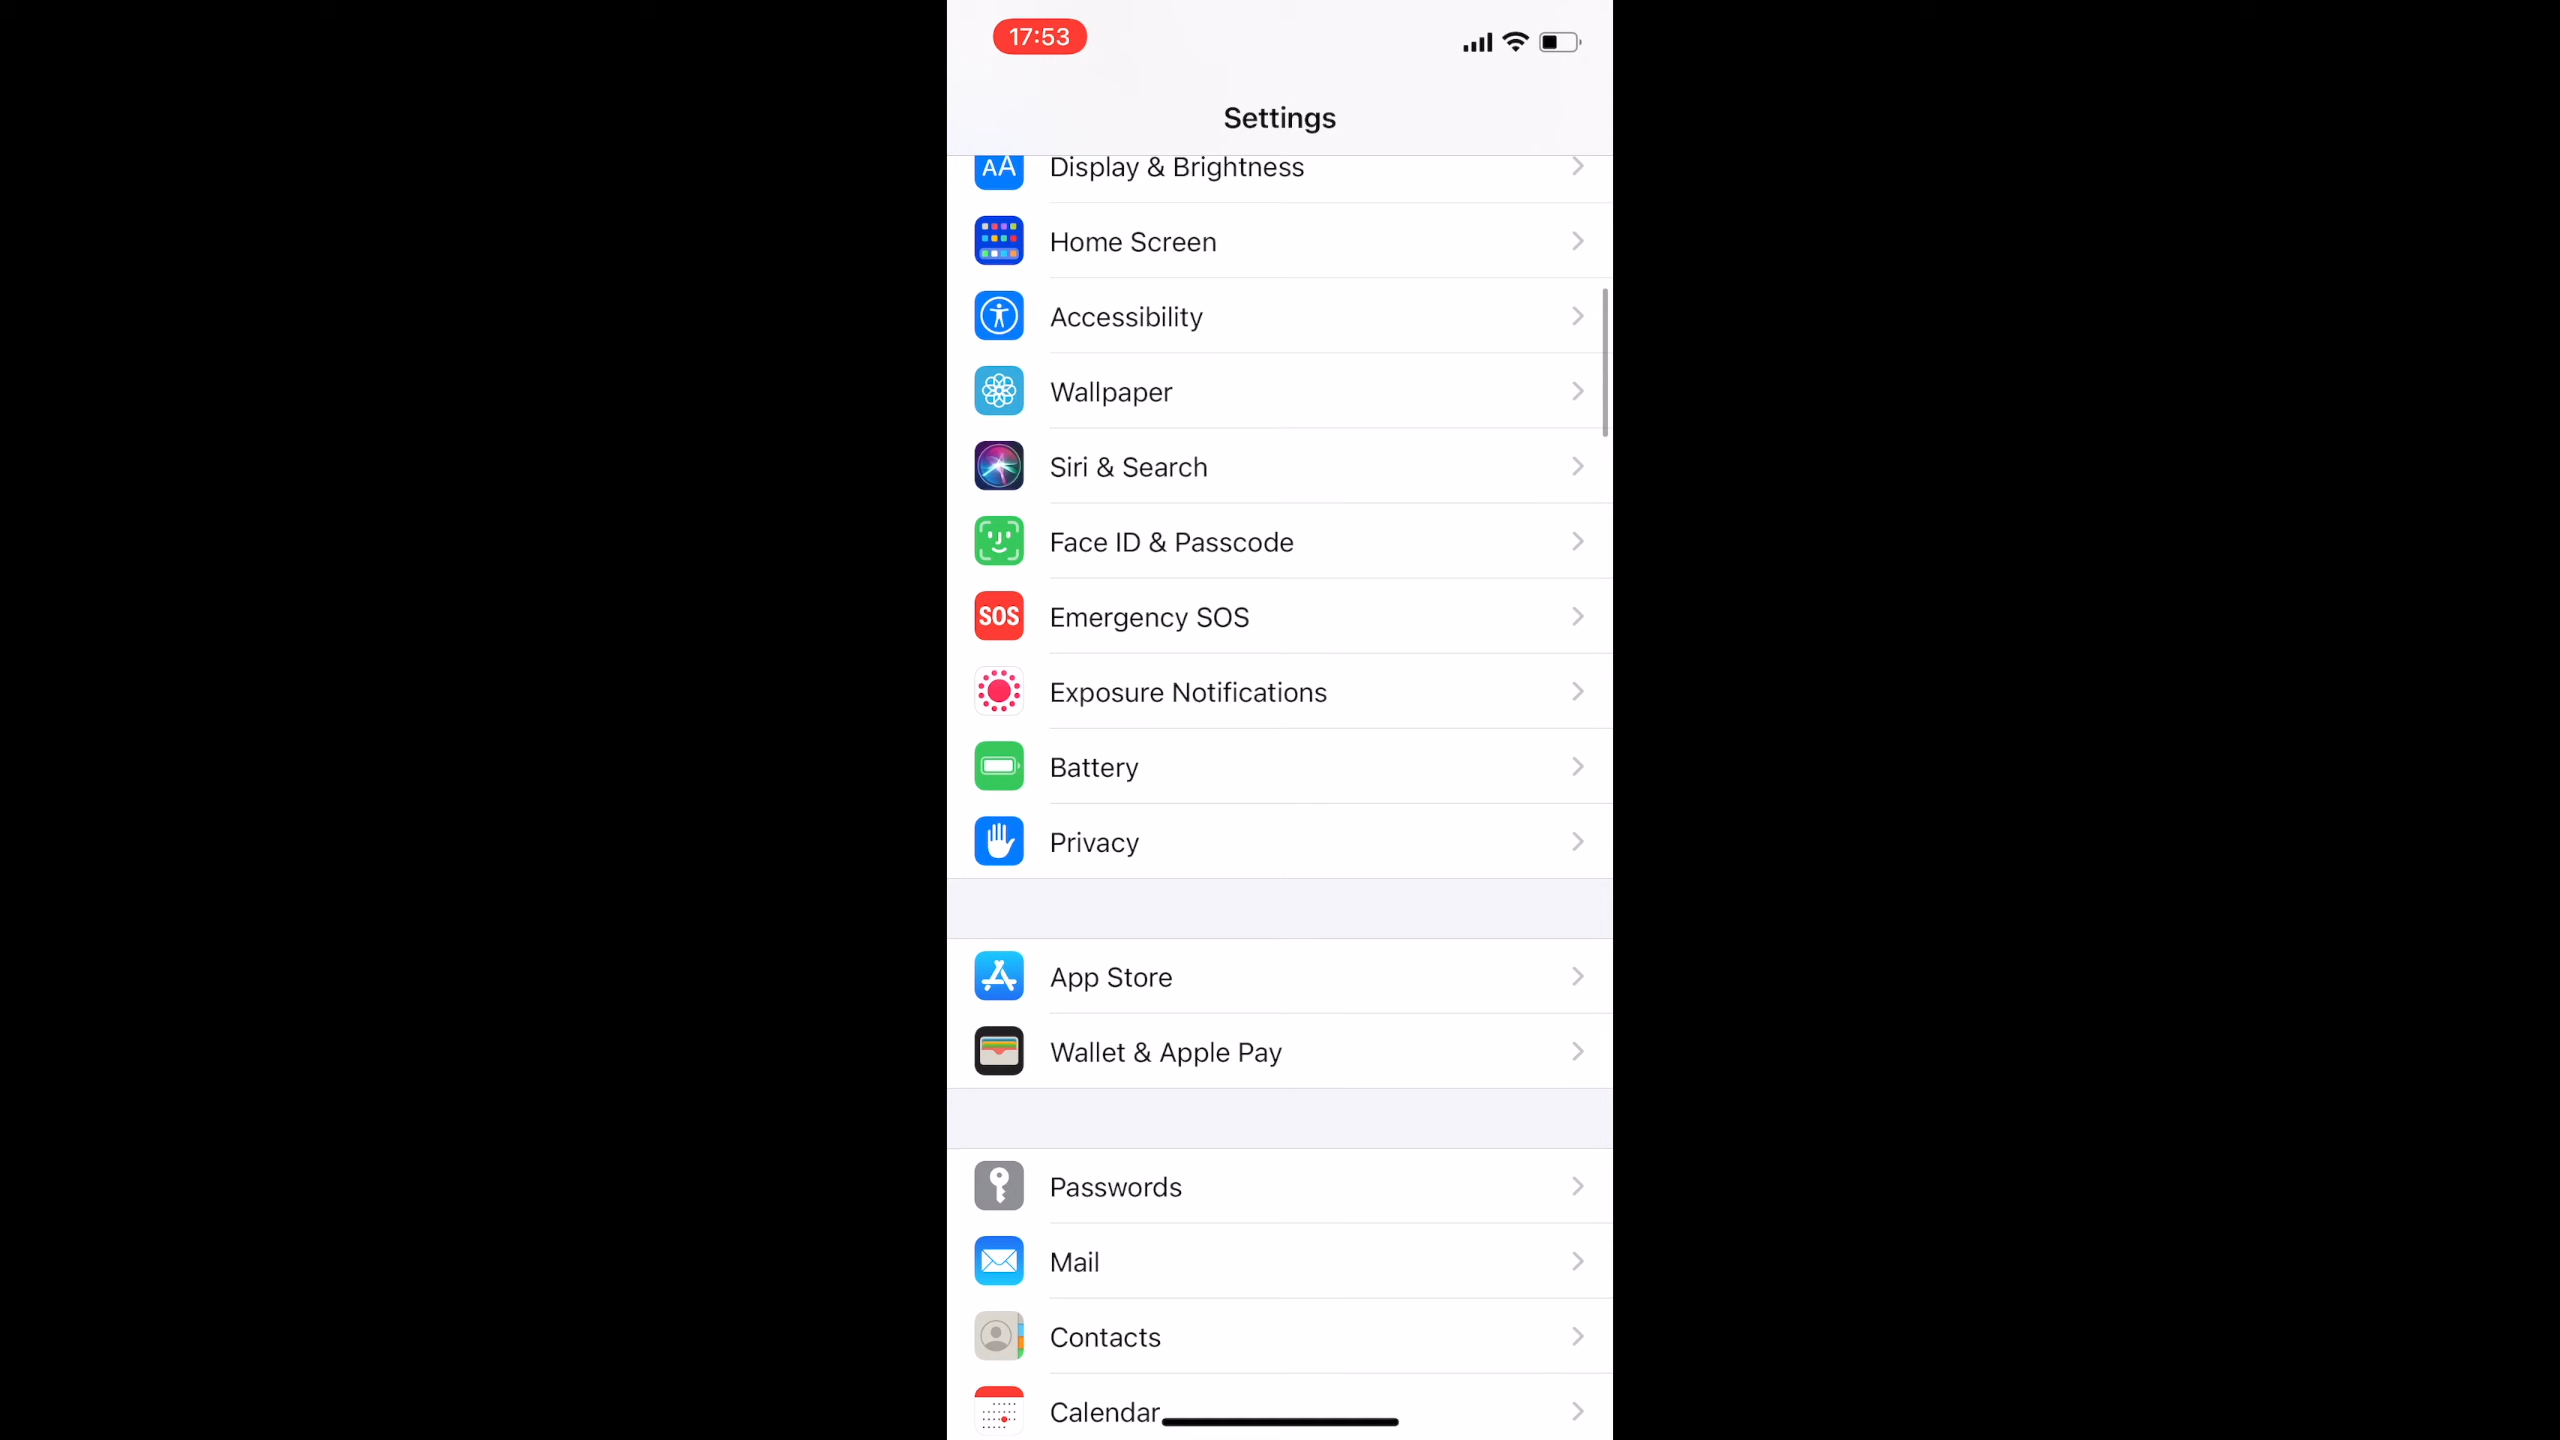 17:53
Settings
AA Display & Brightness
Home Screen
Accessibility
Wallpaper
Siri & Search
Face ID & Passcode
SOS Emergency SOS
Exposure Notifications
Battery
Privacy
App Store
Wallet & Apple Pay
Passwords
Mail
Contacts
Calendar